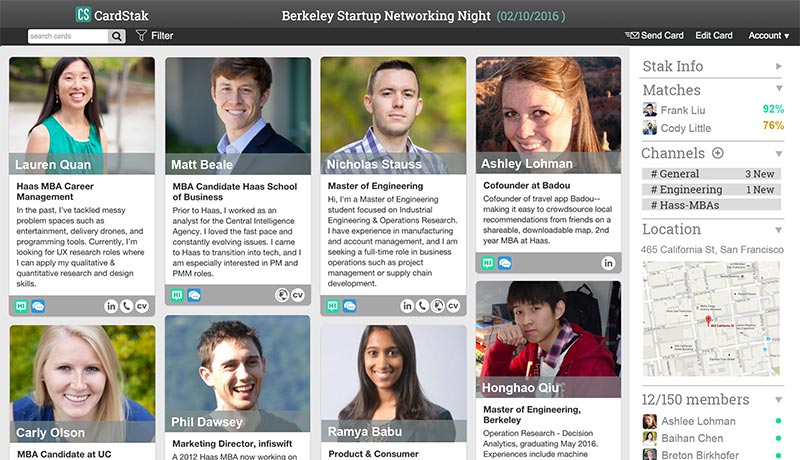 CS CardStak
Berkeley Startup Networking Night (02/10/2016 )
search cards
Filter
Send Card
Edit Card
Account ▾
Lauren Quan
Haas MBA Career
Management
In the past, I've tackled messy
problem spaces such as
entertainment, delivery drones, and
programming tools. Currently, I'm
looking for UX research roles where
I can apply my qualitative &
quantitative research and design
skills.
HI
in
CV
Matt Beale
MBA Candidate Haas School
of Business
Prior to Haas, I worked as an
analyst for the Central Intelligence
Agency. I loved the fast pace and
constantly evolving issues. I came
to Haas to transition into tech, and I
am especially interested in PM and
PMM roles.
HI
CV
Nicholas Stauss
Master of Engineering
Hi, I'm a Master of Engineering
student focused on Industrial
Engineering & Operations Research.
I have experience in manufacturing
and account management, and I am
seeking a full-time role in business
operations such as project
management or supply chain
development.
HI
in
CV
Ashley Lohman
Cofounder at Badou
Cofounder of travel app Badou--
making it easy to crowdsource local
recommendations from friends on a
shareable, downloadable map. 2nd
year MBA at Haas.
HI
in
Carly Olson
MBA Candidate at UC
Phil Dawsey
Marketing Director, infiswift
A 2012 Haas MBA now working on
Ramya Babu
Product & Consumer
Honghao Qiu
Master of Engineering,
Berkeley
Operation Research - Decision
Analytics, graduating May 2016.
Experiences include machine
Stak Info
Matches
Frank Liu 92%
Cody Little 76%
Channels
# General 3 New
# Engineering 1 New
# Hass-MBAs
Location
465 California St, San Francisco
465 California St
12/150 members
Ashlee Lohman
Baihan Chen
Breton Birkhofer